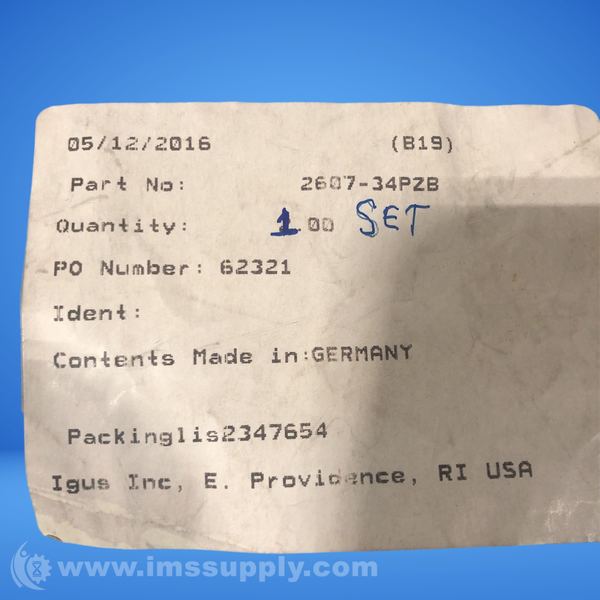 05/12/2016 (B19)
Part No: 2607-34PZB
Quantity: 1.00 SET
PO Number: 62321
Ident:
Contents Made in:GERMANY
Packinglis2347654
Igus Inc, E. Providence, RI USA
www.imssupply.com